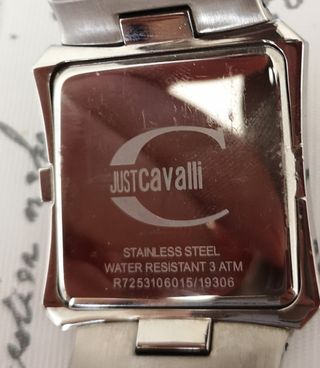 C
JUST cavalli
STAINLESS STEEL
WATER RESISTANT 3 ATM
R7253106015/19306